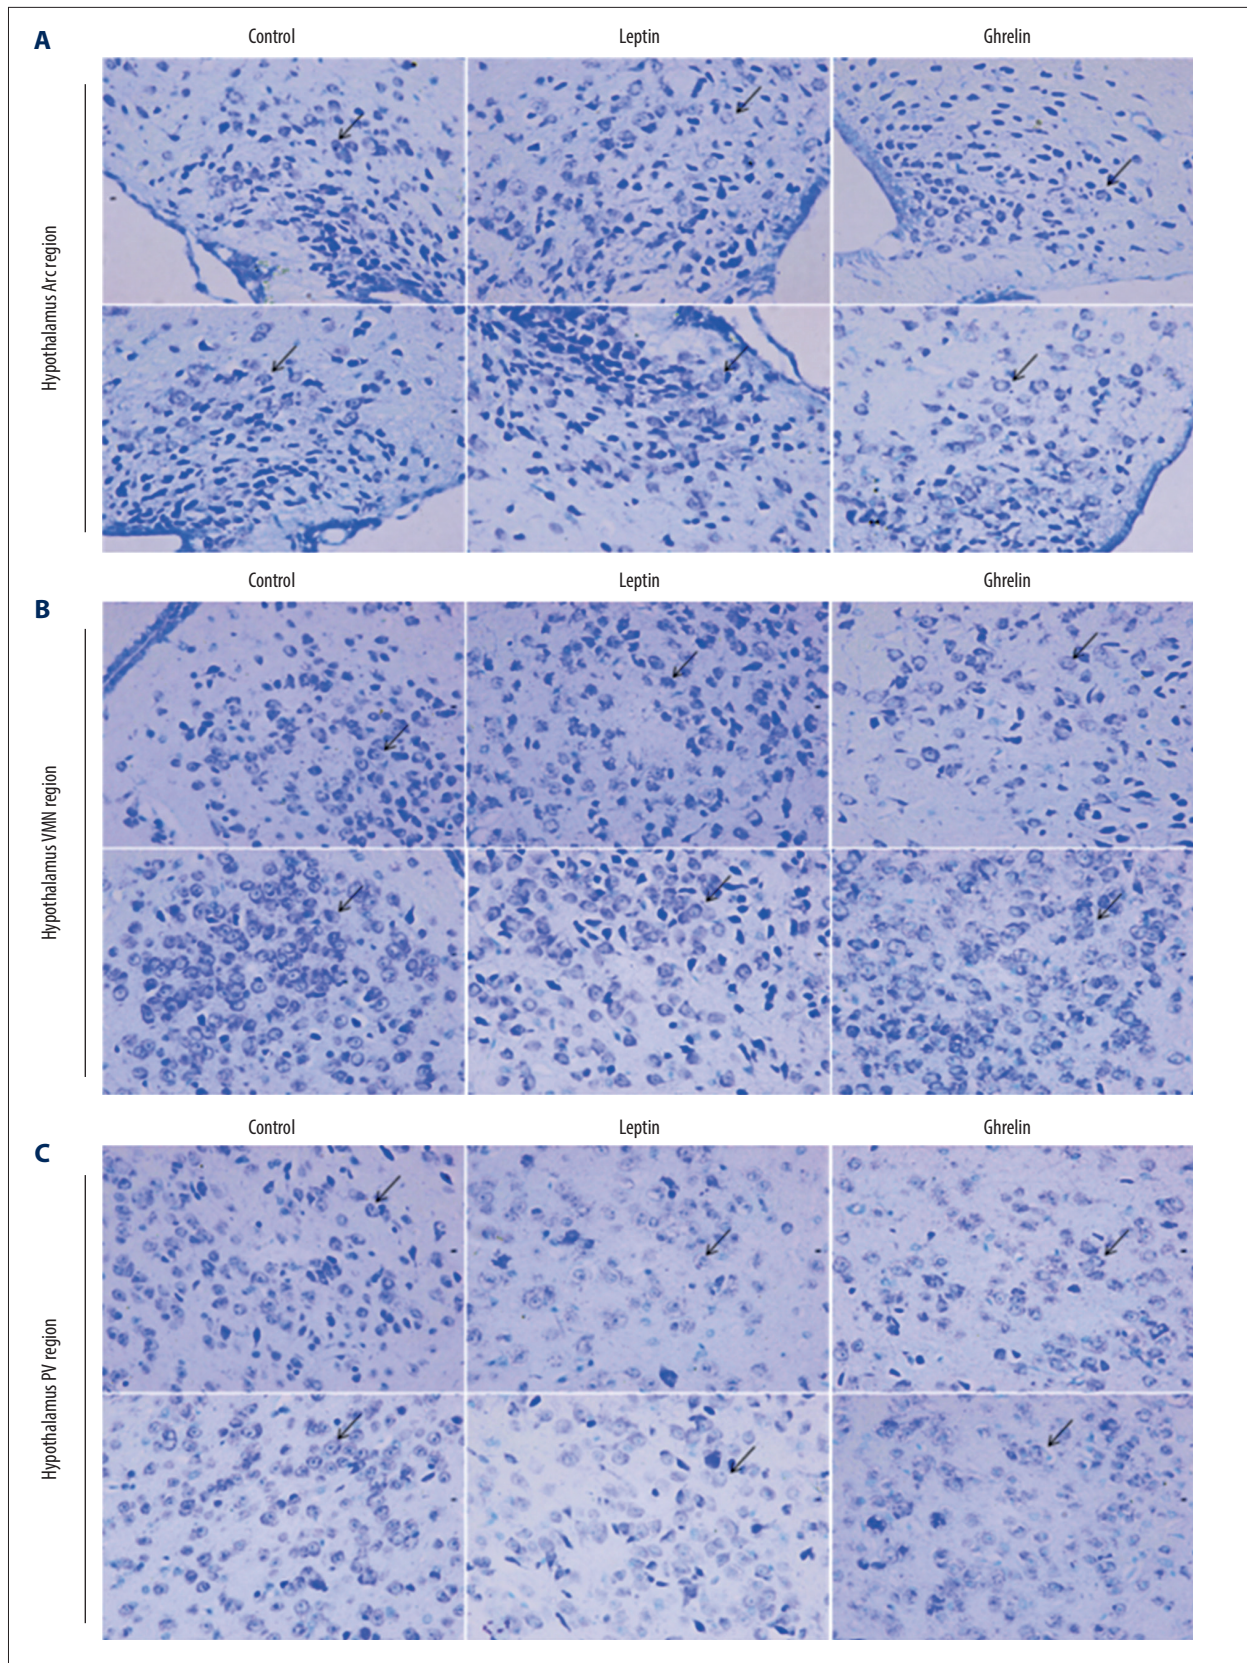 A
Control Leptin Ghrelin
Hypothalamus Arc region
Control Leptin Ghrelin
B
Hypothalamus VMN region
Control Leptin Ghrelin
C
Hypothalamus PV region